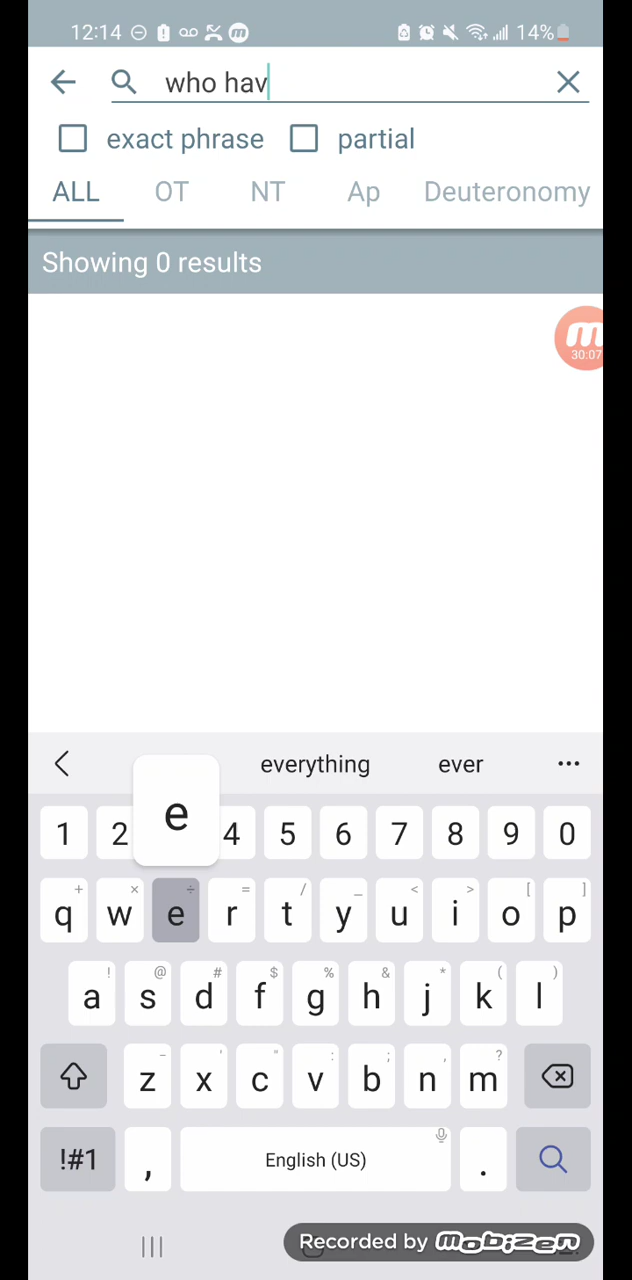 12:14 14%
who hav
exact phrase partial
ALL OT NT Ap Deuteronomy
Showing 0 results
m
30:07
everything ever •••
e
1 2 4 5 6 7 8 9 0
+ × ÷ = / _ < > [ ]
q w e r t y u i o p
! @ # $ % & * ( )
a s d f g h j k l
- ' " : ; , ?
z x c v b n m
!#1 , English (US) .
Recorded by mobizen